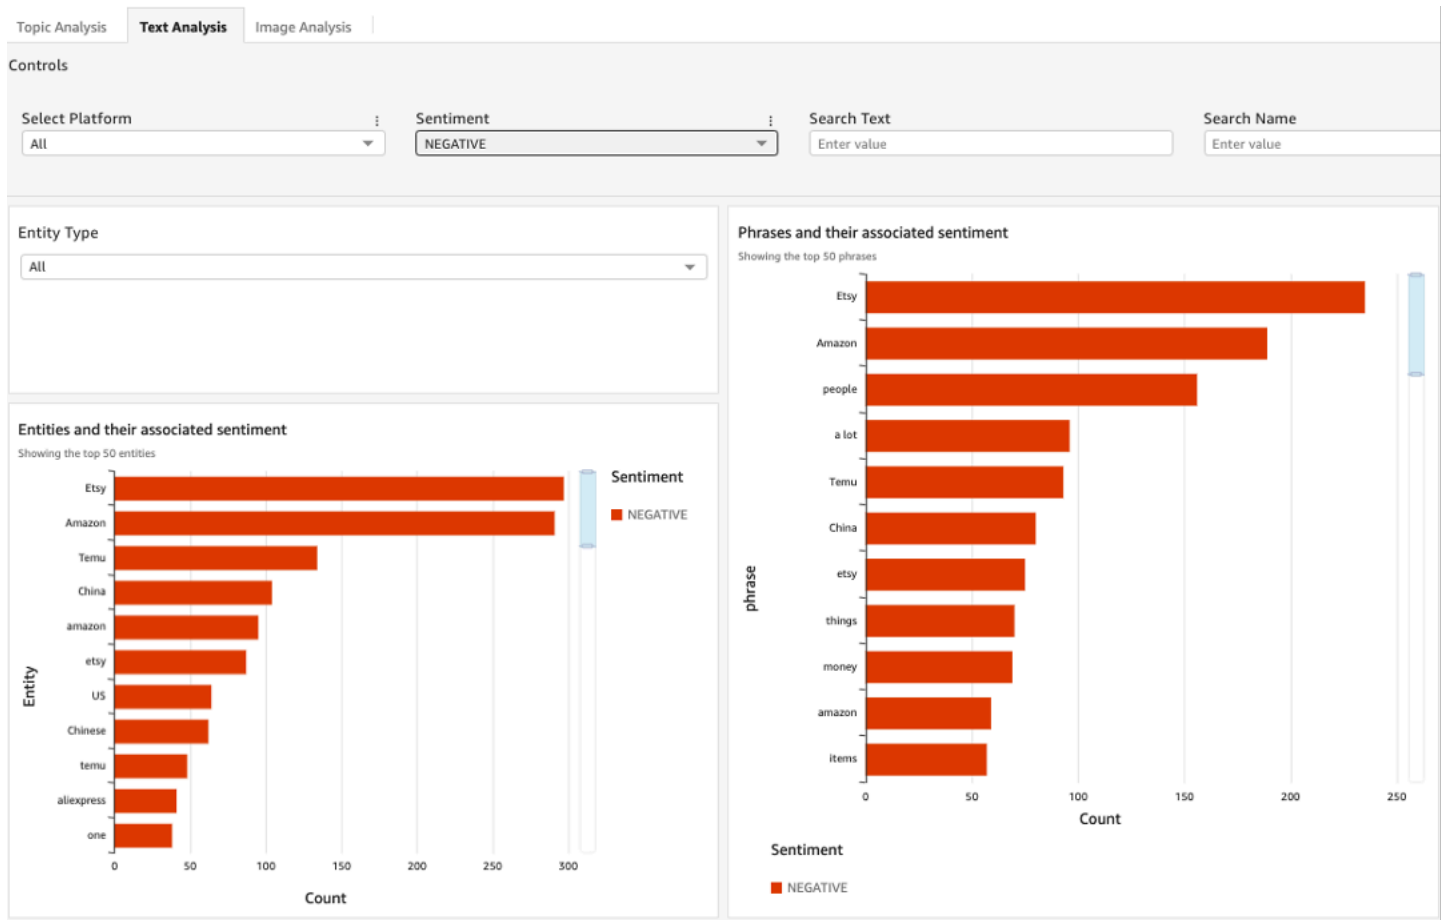 Topic Analysis Text Analysis Image Analysis
Controls
Select Platform Sentiment Search Text Search Name
All NEGATIVE Enter value Enter value
Entity Type
All
Entities and their associated sentiment
Showing the top 50 entities
Sentiment
NEGATIVE
Entity
Etsy
Amazon
Temu
China
amazon
etsy
US
Chinese
temu
aliexpress
one
0 50 100 150 200 250 300
Count
Phrases and their associated sentiment
Showing the top 50 phrases
phrase
Etsy
Amazon
people
a lot
Temu
China
etsy
things
money
amazon
items
0 50 100 150 200 250
Count
Sentiment
NEGATIVE